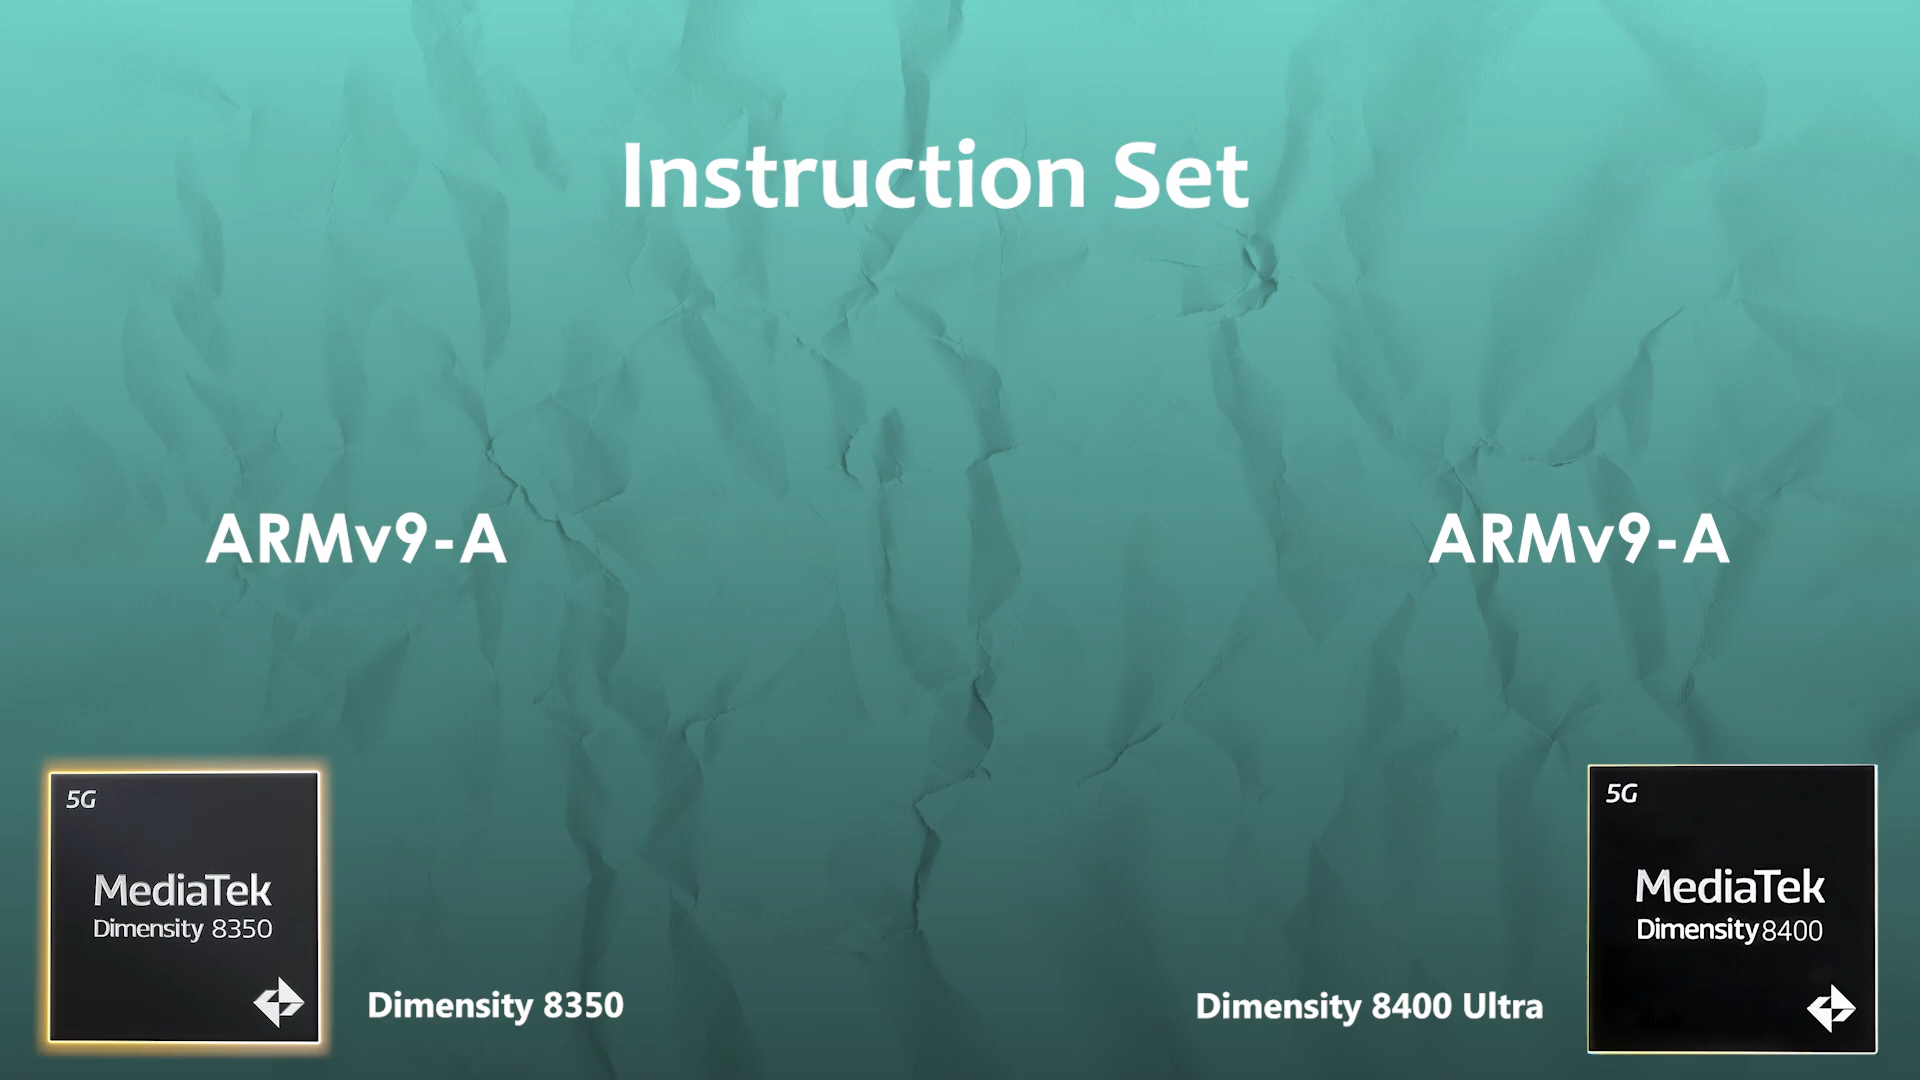 Instruction Set
ARMv9-A
ARMv9-A
5G
MediaTek
Dimensity 8350
Dimensity 8350
Dimensity 8400 Ultra
5G
MediaTek
Dimensity 8400